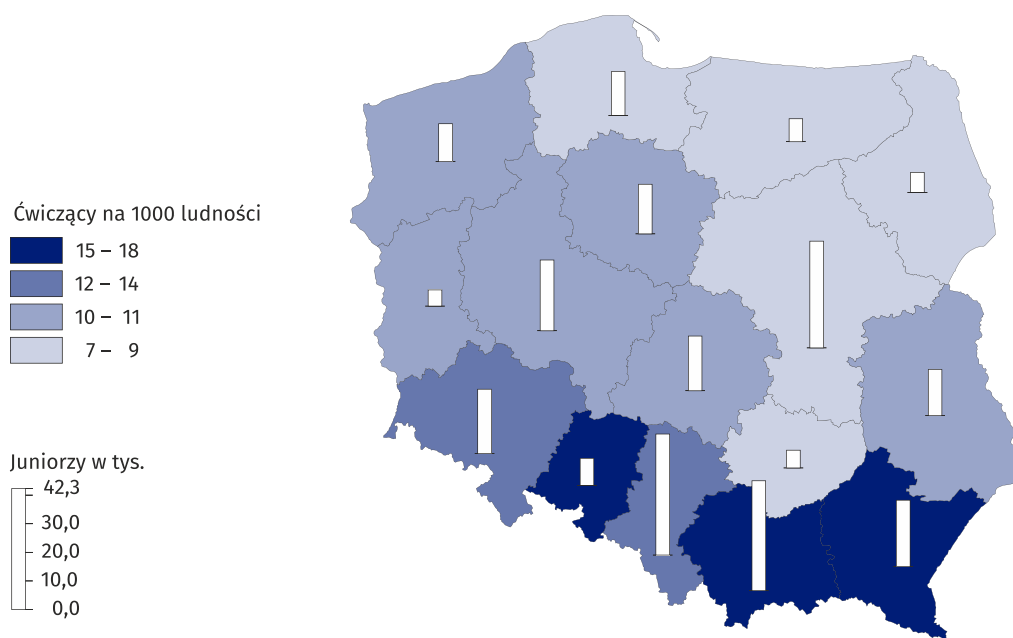 Ćwiczący na 1000 ludności
15 – 18
12 – 14
10 – 11
7 – 9
Juniorzy w tys.
42,3
30,0
20,0
10,0
0,0